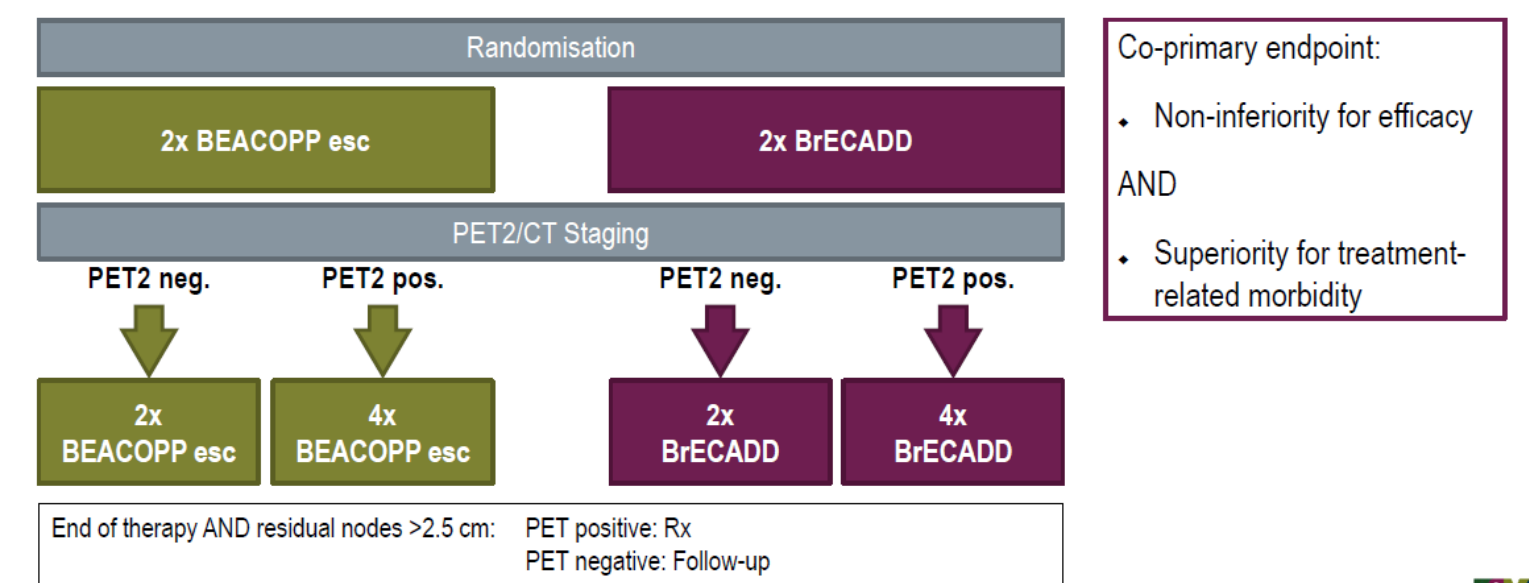 Randomisation
2x BEACOPP esc
2x BrECADD
PET2/CT Staging
PET2 neg.
PET2 pos.
PET2 neg.
PET2 pos.
2x
BEACOPP esc
4x
BEACOPP esc
2x
BrECADD
4x
BrECADD
End of therapy AND residual nodes >2.5 cm: PET positive: Rx
PET negative: Follow-up
Co-primary endpoint:
⬥ Non-inferiority for efficacy
AND
⬥ Superiority for treatment-
related morbidity